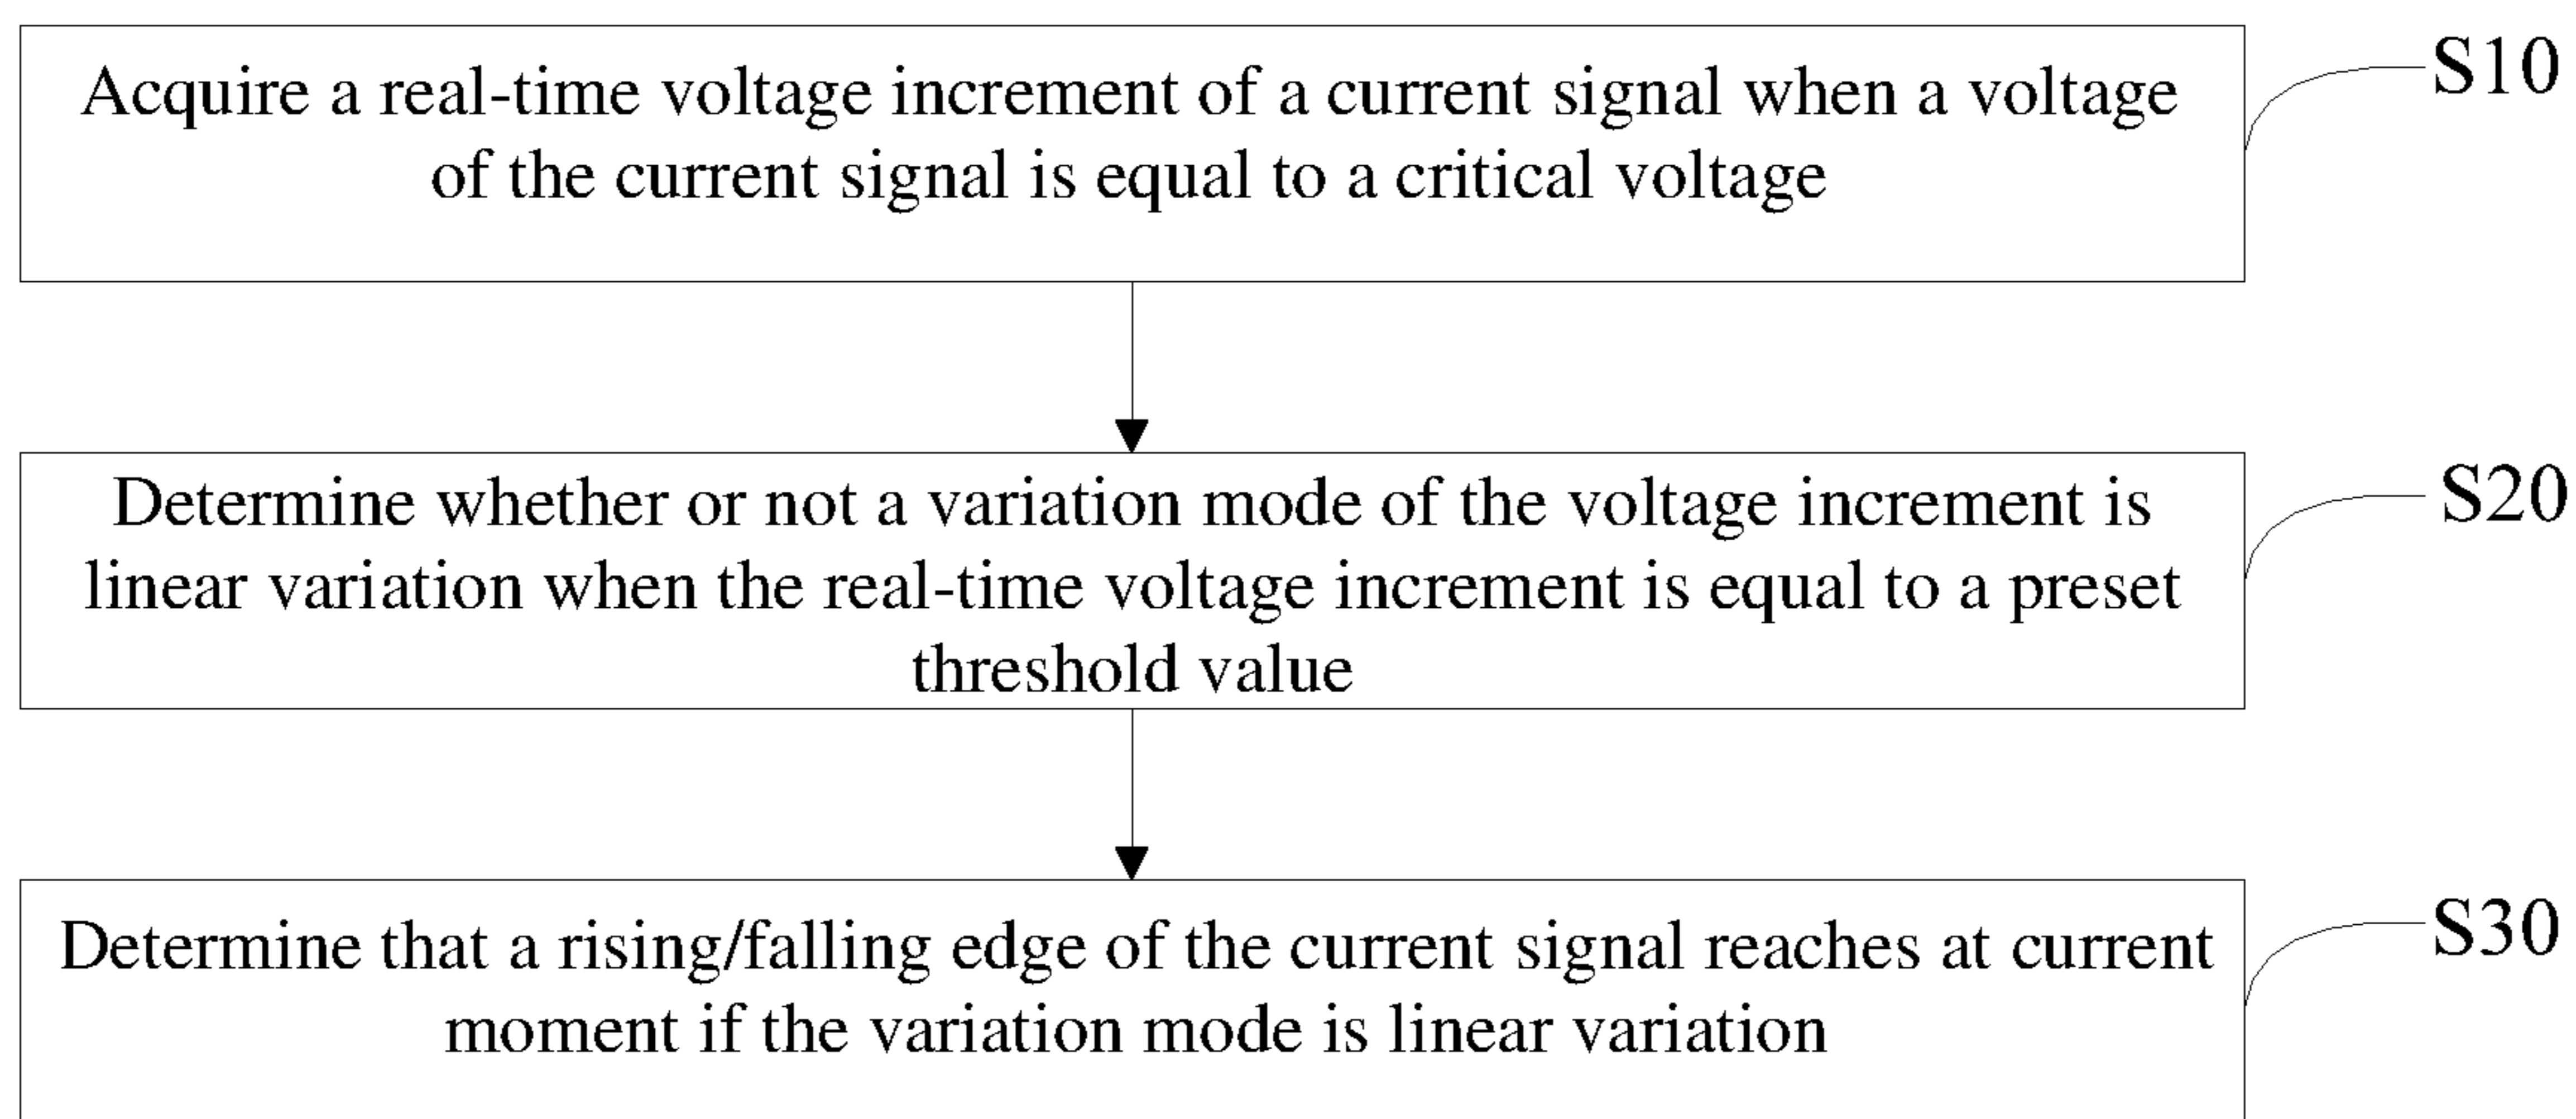 Acquire a real-time voltage increment of a current signal when a voltage
of the current signal is equal to a critical voltage
S10
Determine whether or not a variation mode of the voltage increment is
linear variation when the real-time voltage increment is equal to a preset
threshold value
S20
Determine that a rising/falling edge of the current signal reaches at current
moment if the variation mode is linear variation
S30